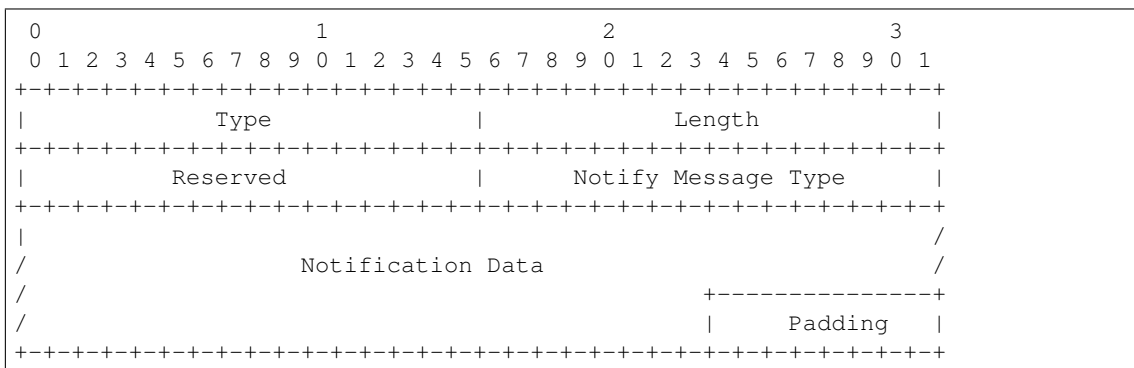 0                   1                   2                   3
 0 1 2 3 4 5 6 7 8 9 0 1 2 3 4 5 6 7 8 9 0 1 2 3 4 5 6 7 8 9 0 1
+-+-+-+-+-+-+-+-+-+-+-+-+-+-+-+-+-+-+-+-+-+-+-+-+-+-+-+-+-+-+-+-+
|             Type              |             Length            |
+-+-+-+-+-+-+-+-+-+-+-+-+-+-+-+-+-+-+-+-+-+-+-+-+-+-+-+-+-+-+-+-+
|          Reserved             |      Notify Message Type      |
+-+-+-+-+-+-+-+-+-+-+-+-+-+-+-+-+-+-+-+-+-+-+-+-+-+-+-+-+-+-+-+-+
|                                                               /
/                   Notification Data                           /
/                                               +---------------+
/                                               |     Padding   |
+-+-+-+-+-+-+-+-+-+-+-+-+-+-+-+-+-+-+-+-+-+-+-+-+-+-+-+-+-+-+-+-+